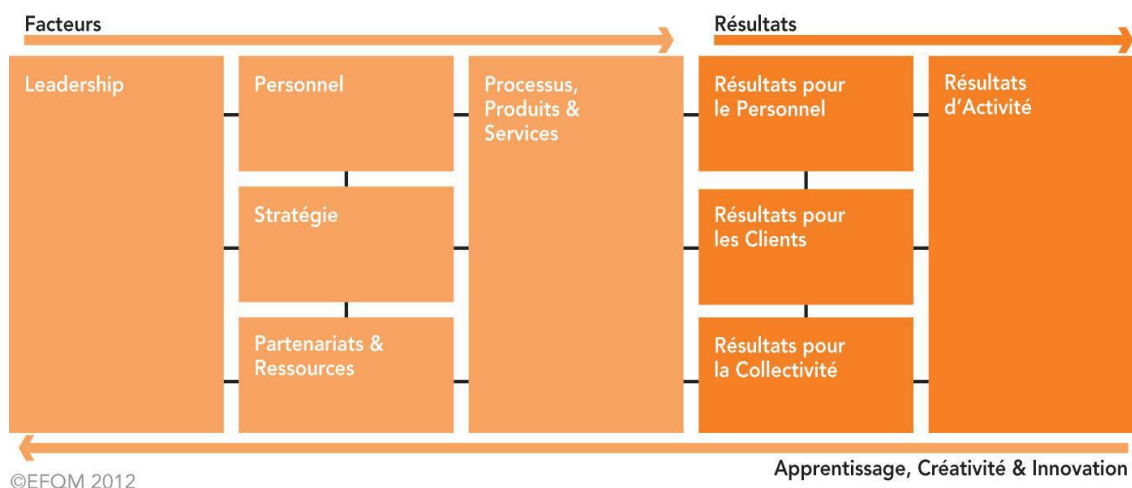 Facteurs
Résultats
Leadership
Personnel
Processus,
Produits &
Services
Résultats pour
le Personnel
Résultats
d'Activité
Stratégie
Résultats pour
les Clients
Partenariats &
Ressources
Résultats pour
la Collectivité
Apprentissage, Créativité & Innovation
©EFQM 2012